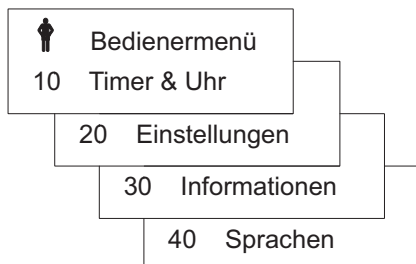 Bedienermenü
10 Timer & Uhr
20 Einstellungen
30 Informationen
40 Sprachen